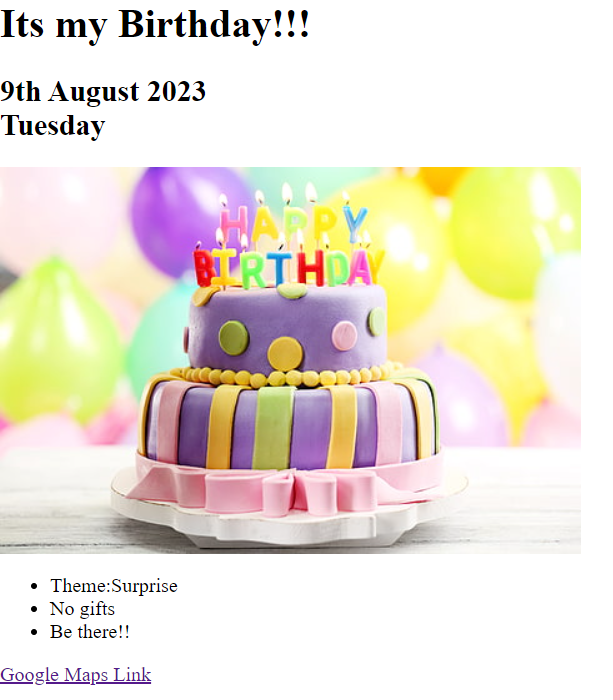 Its my Birthday!!!
9th August 2023
Tuesday
HAPPY
BIRTHDAY
Theme:Surprise
No gifts
Be there!!
Google Maps Link